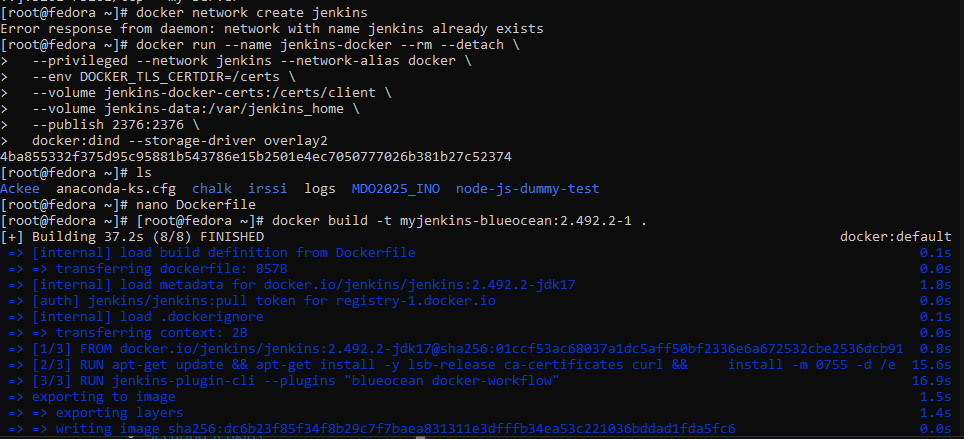 [root@fedora ~]# docker network create jenkins
Error response from daemon: network with name jenkins already exists
[root@fedora ~]# docker run --name jenkins-docker --rm --detach \
>   --privileged --network jenkins --network-alias docker \
>   --env DOCKER_TLS_CERTDIR=/certs \
>   --volume jenkins-docker-certs:/certs/client \
>   --volume jenkins-data:/var/jenkins_home \
>   --publish 2376:2376 \
>   docker:dind --storage-driver overlay2
4ba855332f375d95c95881b543786e15b2501e4ec7050777026b381b27c52374
[root@fedora ~]# ls
Ackee  anaconda-ks.cfg  chalk  irssi  logs  MDO2025_INO  node-js-dummy-test
[root@fedora ~]# nano Dockerfile
[root@fedora ~]# [root@fedora ~]# docker build -t myjenkins-blueocean:2.492.2-1 .
[+] Building 37.2s (8/8) FINISHED docker:default
=> [internal] load build definition from Dockerfile 0.1s
=> => transferring dockerfile: 857B 0.0s
=> [internal] load metadata for docker.io/jenkins/jenkins:2.492.2-jdk17 1.8s
=> [auth] jenkins/jenkins:pull token for registry-1.docker.io 0.0s
=> [internal] load .dockerignore 0.1s
=> => transferring context: 2B 0.0s
=> [1/3] FROM docker.io/jenkins/jenkins:2.492.2-jdk17@sha256:01ccf53ac68037a1dc5aff50bf2336e6a672532cbe2536dcb91 0.8s
=> [2/3] RUN apt-get update && apt-get install -y lsb-release ca-certificates curl &&     install -m 0755 -d /e 15.6s
=> [3/3] RUN jenkins-plugin-cli --plugins "blueocean docker-workflow" 16.9s
=> exporting to image 1.5s
=> => exporting layers 1.4s
=> => writing image sha256:dc6b23f85f34f8b29c7f7baea831311e3dfffb34ea53c221036bddad1fda5fc6 0.0s